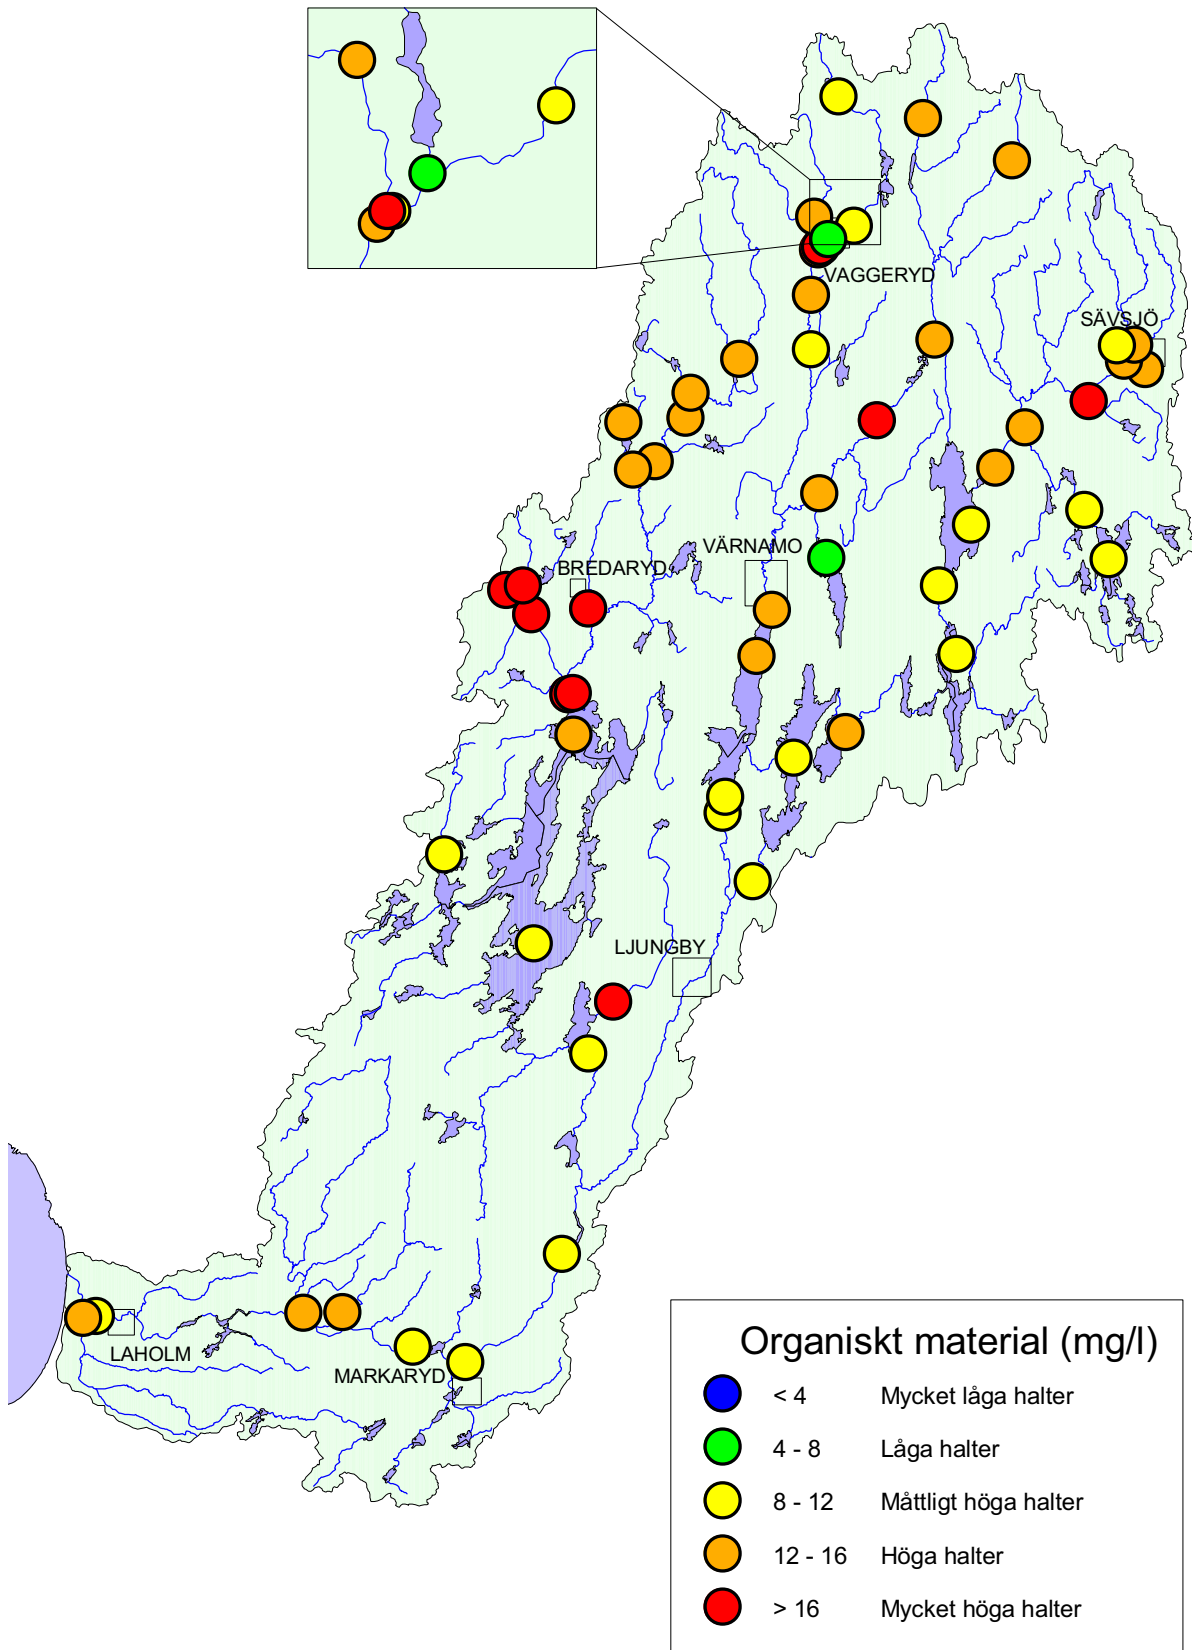 VAGGERYD
SÄVSJÖ
VÄRNAMO
BREDARYD
LJUNGBY
LAHOLM
MARKARYD
Organiskt material (mg/l)
< 4 Mycket låga halter
4 - 8 Låga halter
8 - 12 Måttligt höga halter
12 - 16 Höga halter
> 16 Mycket höga halter